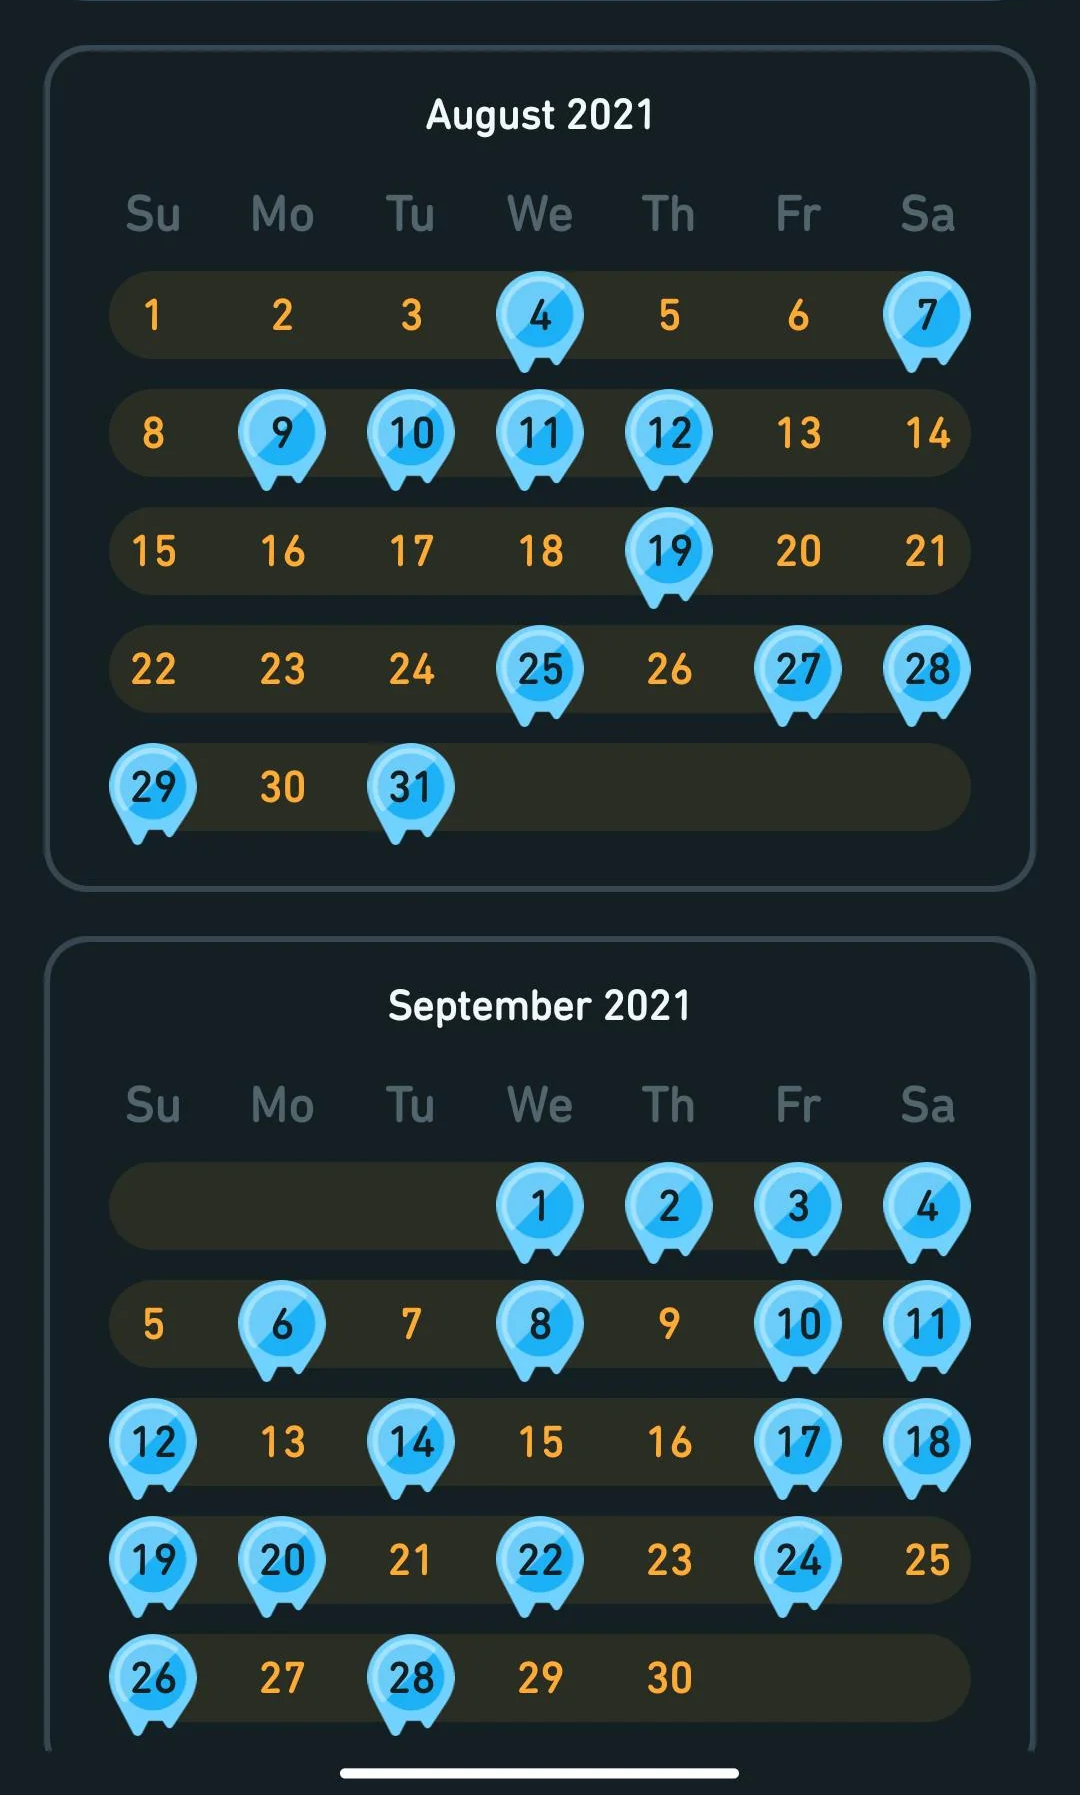 August 2021
Su Mo Tu We Th Fr Sa
1 2 3 4 5 6 7
8 9 10 11 12 13 14
15 16 17 18 19 20 21
22 23 24 25 26 27 28
29 30 31
September 2021
Su Mo Tu We Th Fr Sa
1 2 3 4
5 6 7 8 9 10 11
12 13 14 15 16 17 18
19 20 21 22 23 24 25
26 27 28 29 30